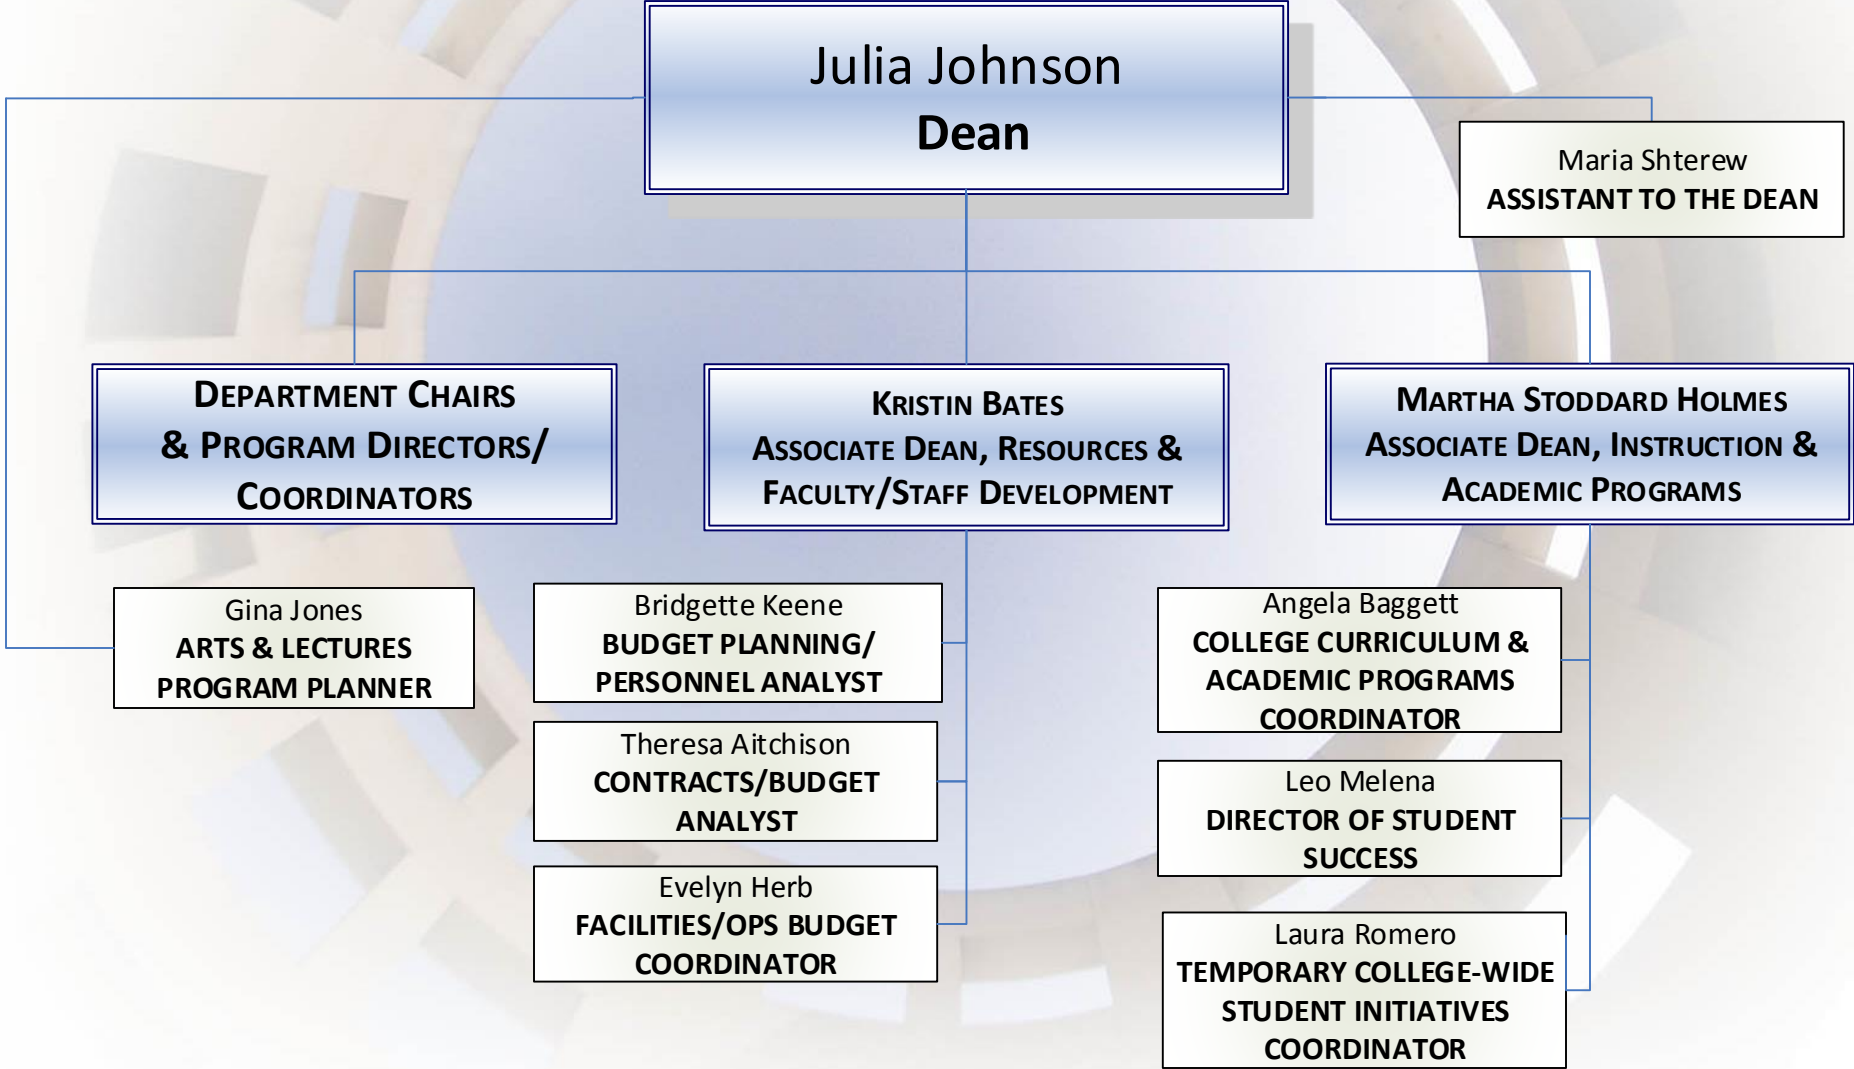 Julia Johnson
Dean
Maria Shterew
ASSISTANT TO THE DEAN
DEPARTMENT CHAIRS
& PROGRAM DIRECTORS/
COORDINATORS
KRISTIN BATES
ASSOCIATE DEAN, RESOURCES &
FACULTY/STAFF DEVELOPMENT
MARTHA STODDARD HOLMES
ASSOCIATE DEAN, INSTRUCTION &
ACADEMIC PROGRAMS
Gina Jones
ARTS & LECTURES
PROGRAM PLANNER
Bridgette Keene
BUDGET PLANNING/
PERSONNEL ANALYST
Theresa Aitchison
CONTRACTS/BUDGET
ANALYST
Evelyn Herb
FACILITIES/OPS BUDGET
COORDINATOR
Angela Baggett
COLLEGE CURRICULUM &
ACADEMIC PROGRAMS
COORDINATOR
Leo Melena
DIRECTOR OF STUDENT
SUCCESS
Laura Romero
TEMPORARY COLLEGE-WIDE
STUDENT INITIATIVES
COORDINATOR